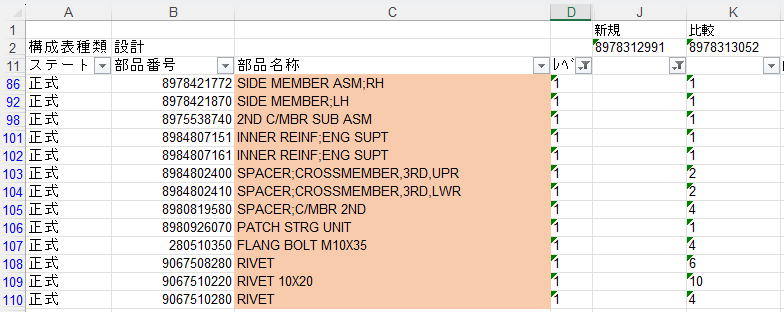 A B C D J K
1 新規 比較
2 構成表種類 設計 8978312991 8978313052
11 ステート 部品番号 部品名称 ﾚﾍﾞ
86 正式 8978421772 SIDE MEMBER ASM;RH 1 1
92 正式 8978421870 SIDE MEMBER;LH 1 1
98 正式 8975538740 2ND C/MBR SUB ASM 1 1
101 正式 8984807151 INNER REINF;ENG SUPT 1 1
102 正式 8984807161 INNER REINF;ENG SUPT 1 1
103 正式 8984802400 SPACER;CROSSMEMBER,3RD,UPR 1 2
104 正式 8984802410 SPACER;CROSSMEMBER,3RD,LWR 1 2
105 正式 8980819580 SPACER;C/MBR 2ND 1 4
106 正式 8980926070 PATCH STRG UNIT 1 1
107 正式 280510350 FLANG BOLT M10X35 1 4
108 正式 9067508280 RIVET 1 6
109 正式 9067510220 RIVET 10X20 1 10
110 正式 9067510280 RIVET 1 4